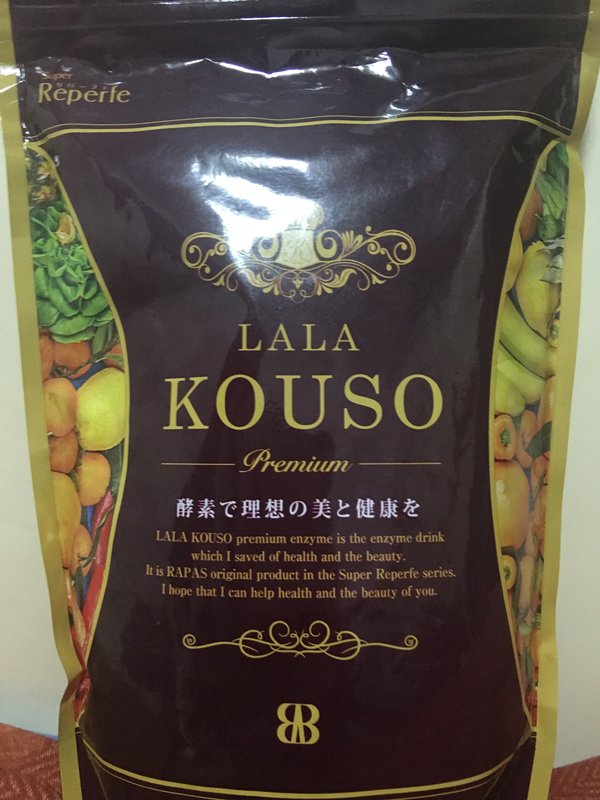 Super
Reperfe
LALA
KOUSO
Premium
酵素で理想の美と健康を
LALA KOUSO premium enzyme is the enzyme drink
which I saved of health and the beauty.
It is RAPAS original product in the Super Reperfe series.
I hope that I can help health and the beauty of you.